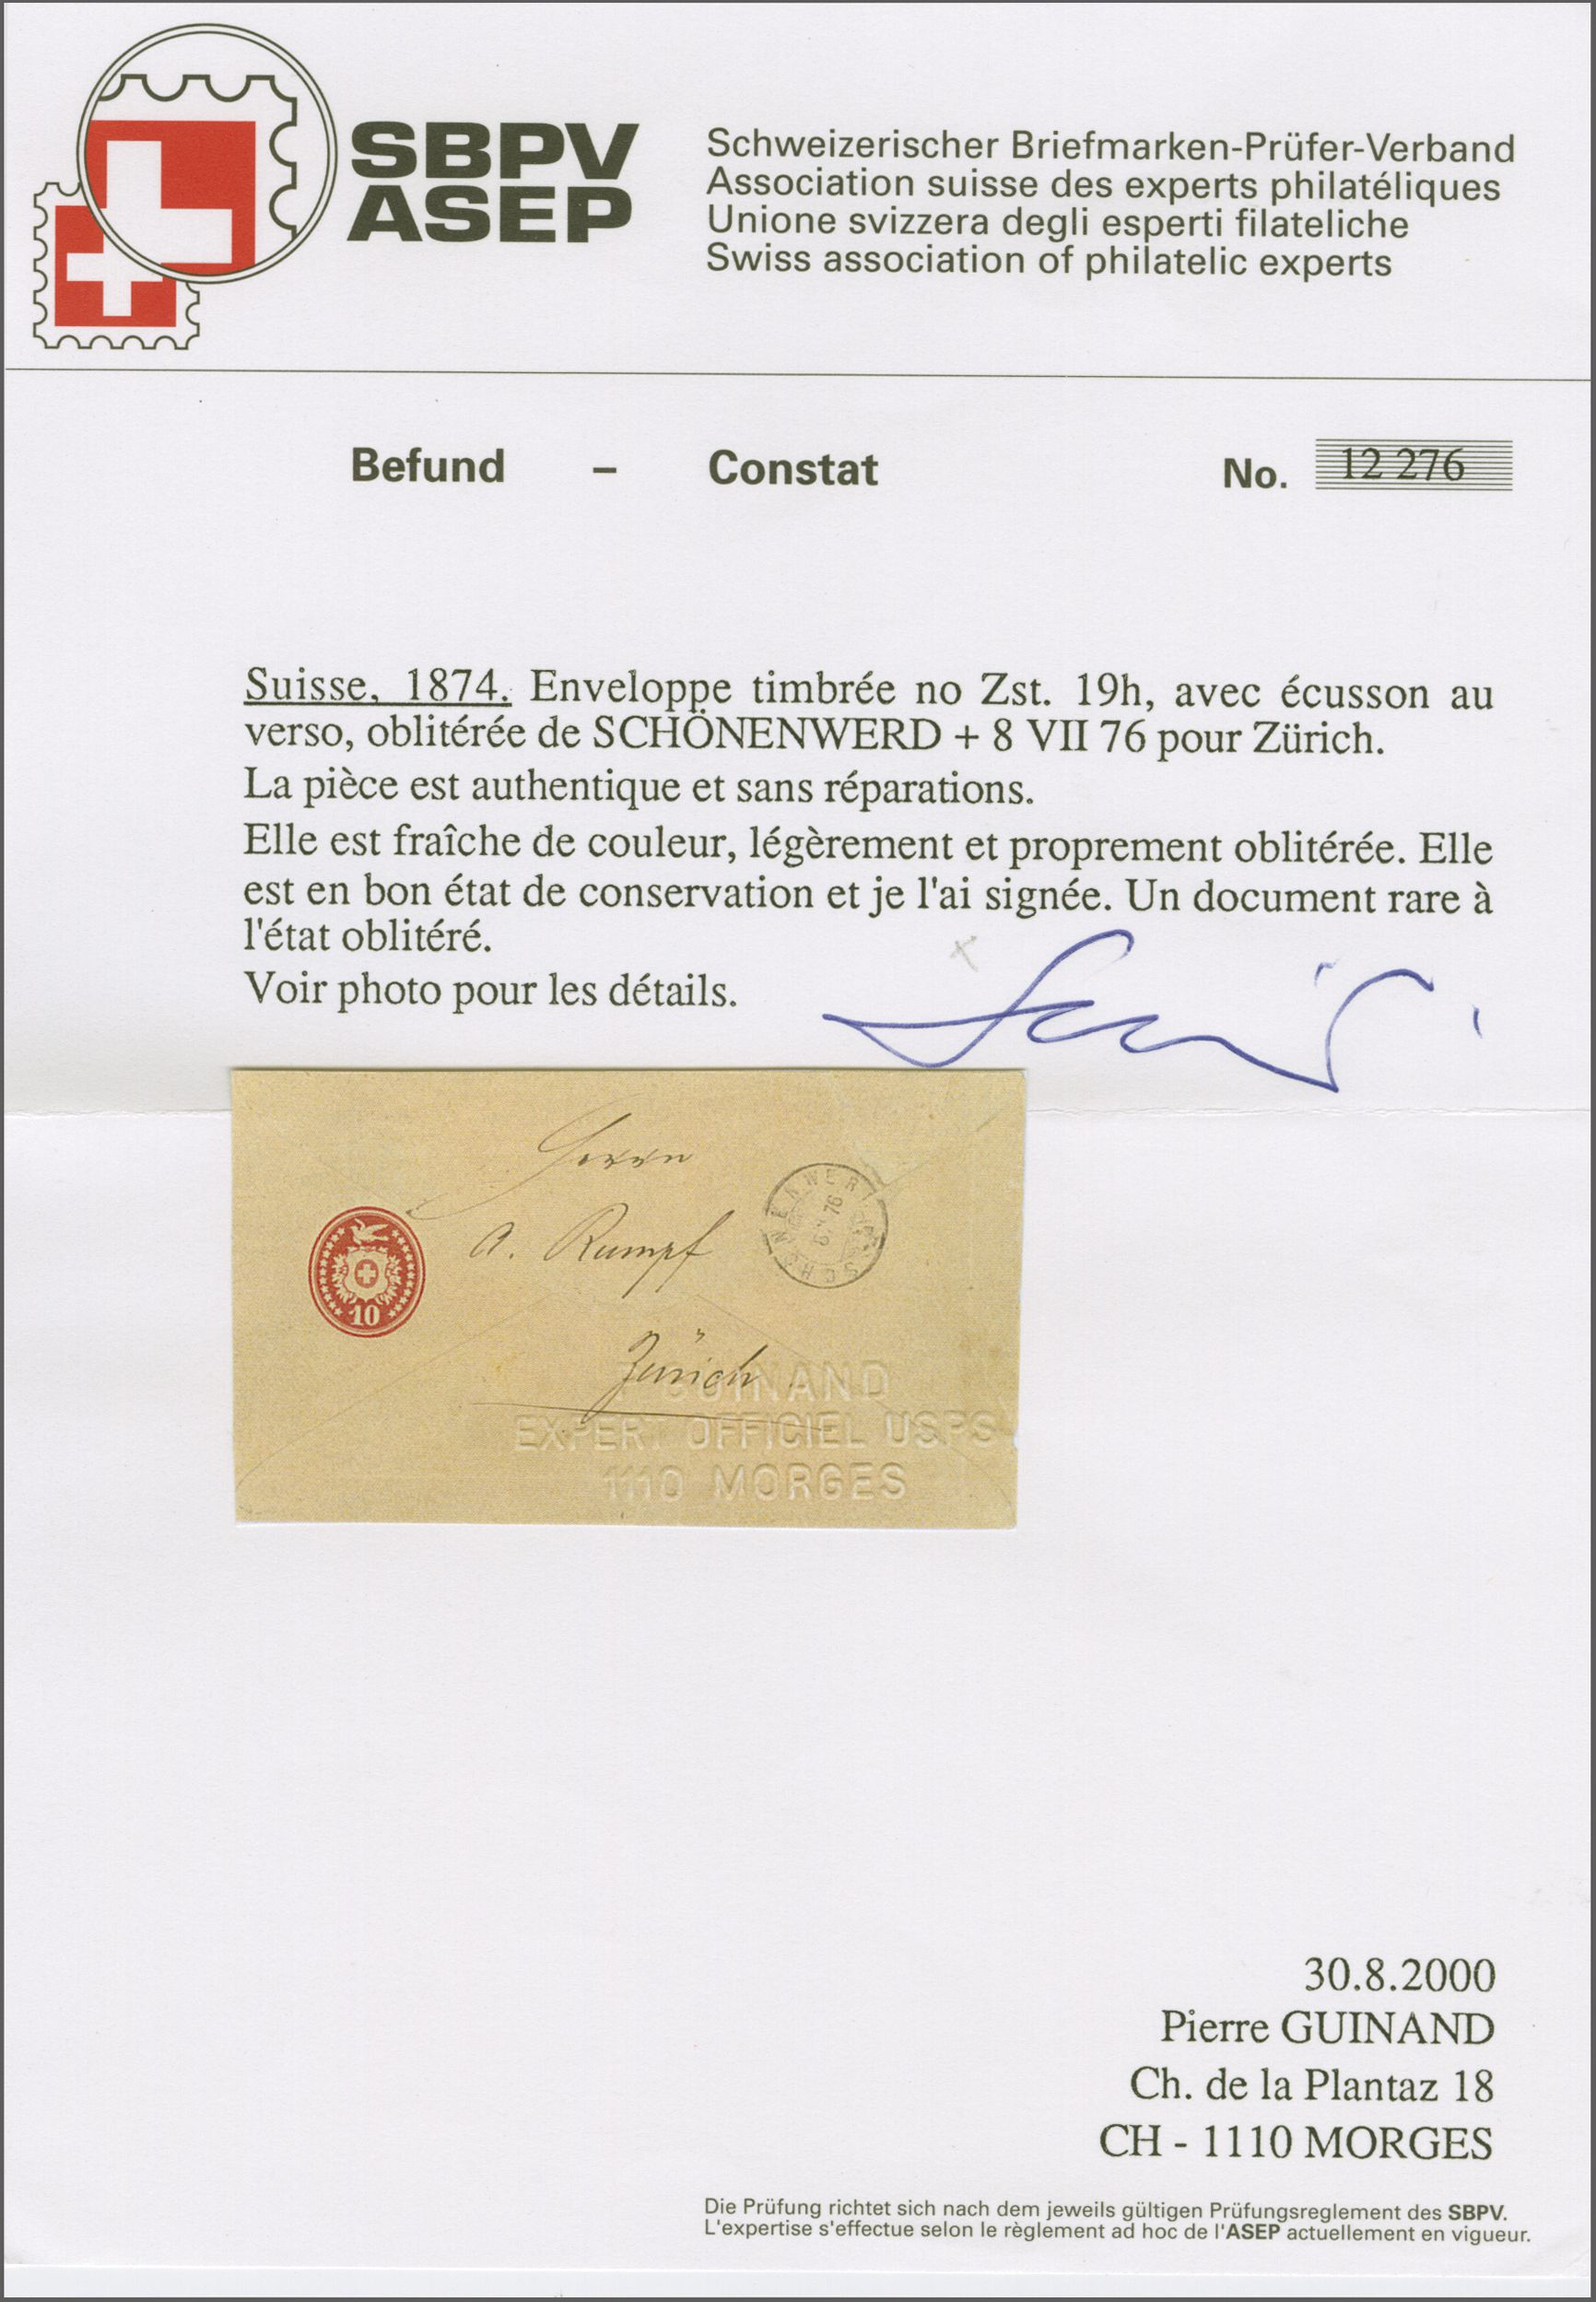 SBPV
ASEP
Schweizerischer Briefmarken-Prüfer-Verband
Association suisse des experts philatéliques
Unione svizzera degli esperti filateliche
Swiss association of philatelic experts
Befund – Constat No. 12 276
Suisse, 1874. Enveloppe timbrée no Zst. 19h, avec écusson au
verso, oblitérée de SCHÖNENWERD + 8 VII 76 pour Zürich.
La pièce est authentique et sans réparations.
Elle est fraîche de couleur, légèrement et proprement oblitérée. Elle
est en bon état de conservation et je l'ai signée. Un document rare à
l'état oblitéré.
Voir photo pour les détails.
Herrn
A. Rumpf
10
Zürich
GUINAND
EXPERT OFFICIEL USPS
1110 MORGES
30.8.2000
Pierre GUINAND
Ch. de la Plantaz 18
CH - 1110 MORGES
Die Prüfung richtet sich nach dem jeweils gültigen Prüfungsreglement des SBPV.
L'expertise s'effectue selon le règlement ad hoc de l'ASEP actuellement en vigueur.